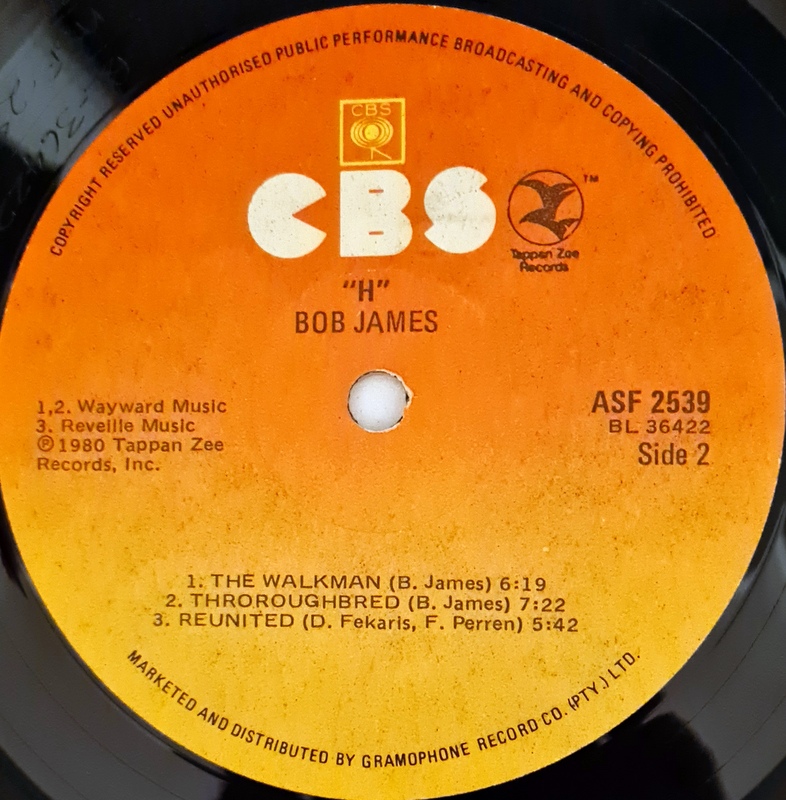 COPYRIGHT RESERVED UNAUTHORISED PUBLIC PERFORMANCE BROADCASTING AND COPYING PROHIBITED
CBS
CBS
TM
Tappan Zee
Records
"H"
BOB JAMES
1,2. Wayward Music
3. Reveille Music
℗1980 Tappan Zee
Records, Inc.
ASF 2539
BL 36422
Side 2
1. THE WALKMAN (B. James) 6:19
2. THROROUGHBRED (B. James) 7:22
3. REUNITED (D. Fekaris, F. Perren) 5:42
MARKETED AND DISTRIBUTED BY GRAMOPHONE RECORD CO. (PTY.) LTD.